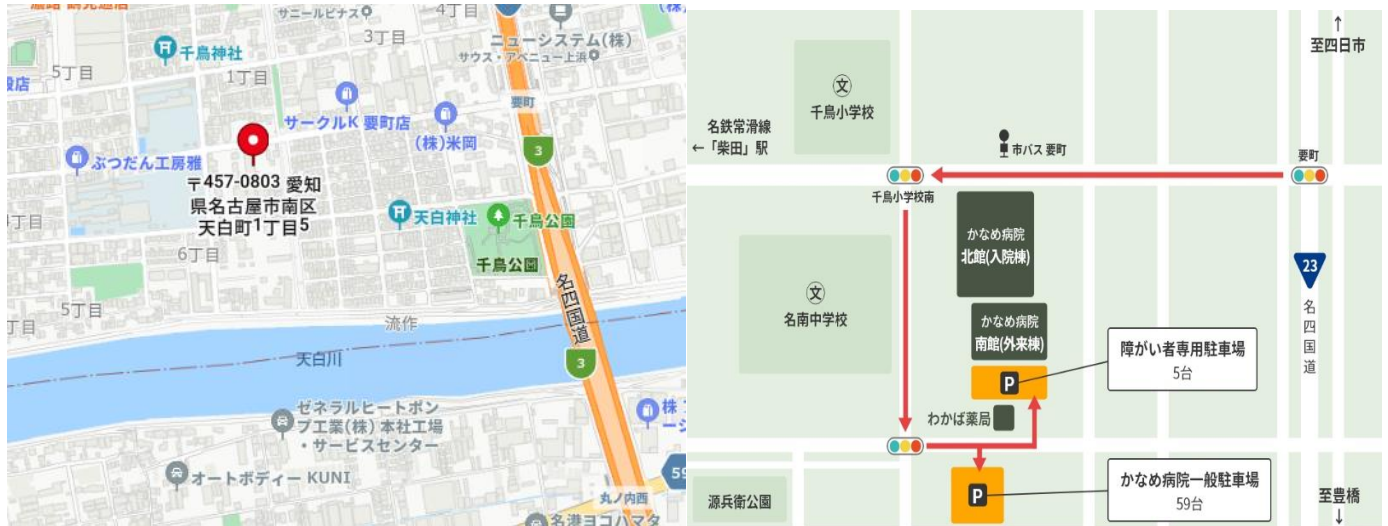 サニールピナス
4丁目
千鳥神社
3丁目
ニューシステム(株)
サウス・アベニュー上浜
5丁目
1丁目
要町
サークルK 要町店
(株)米岡
3
ぶつだん工房雅
〒457-0803 愛知
県名古屋市南区
天白町1丁目5
天白神社
千鳥公園
千鳥公園
6丁目
名四国道
5丁目
丁目
流作
天白川
3
ゼネラルヒートポン
プ工業(株) 本社工場
・サービスセンター
オートボディー KUNI
59
丸ノ内西
名港ヨコハマタ
↑
至四日市
文
千鳥小学校
名鉄常滑線
←「柴田」駅
市バス 要町
要町
千鳥小学校南
かなめ病院
北館(入院棟)
23
名四国道
文
名南中学校
かなめ病院
南館(外来棟)
障がい者専用駐車場
5台
P
わかば薬局
源兵衛公園
P
かなめ病院一般駐車場
59台
至豊橋
↓